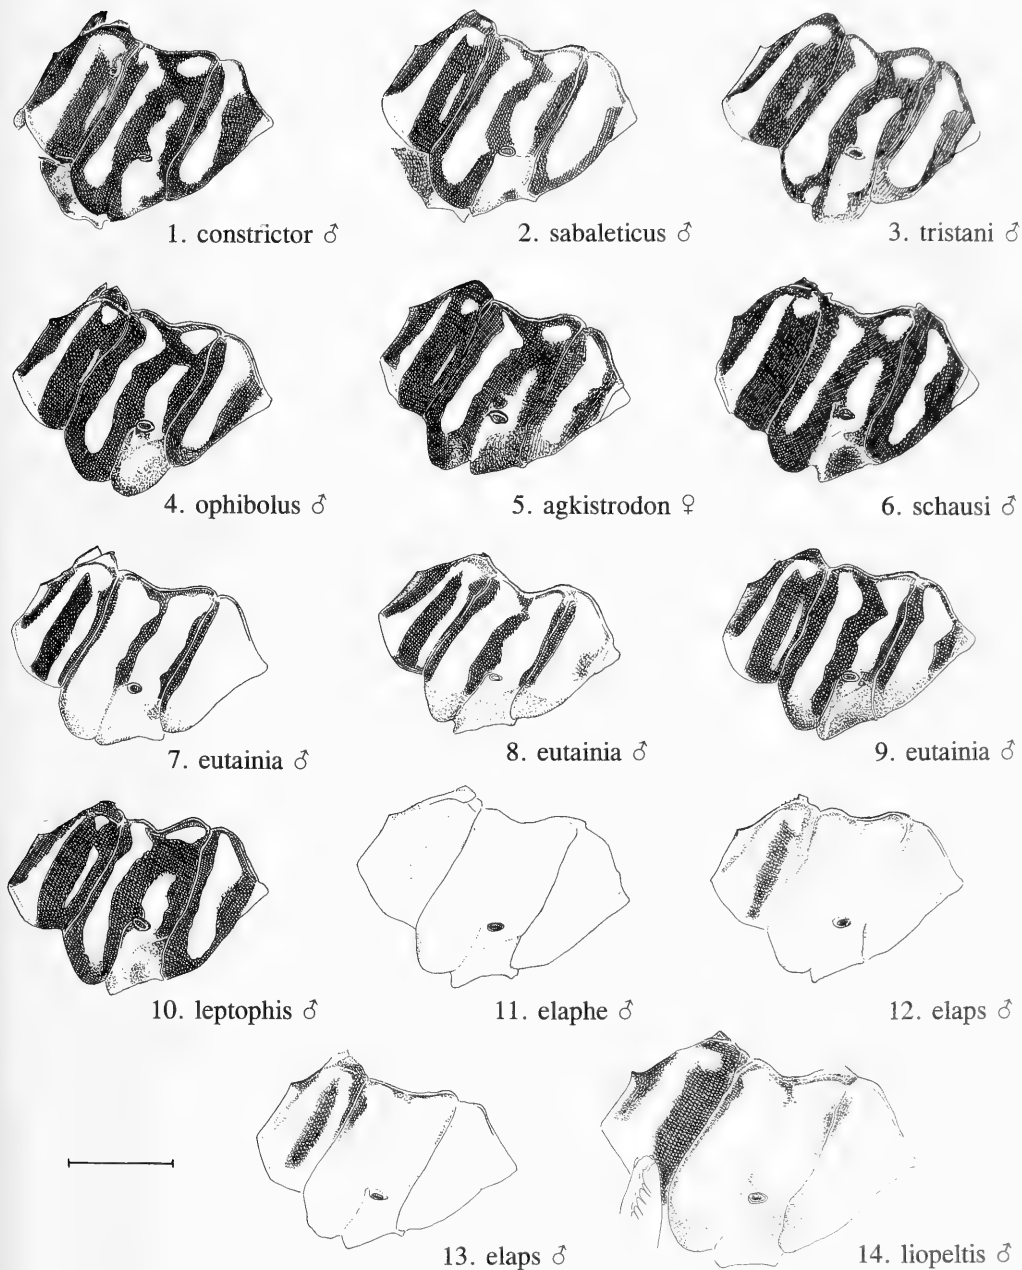 1. constrictor ♂
2. sabaleticus ♂
3. tristani ♂
4. ophibolus ♂
5. agkistrodon ♀
6. schausi ♂
7. eutainia ♂
8. eutainia ♂
9. eutainia ♂
10. leptophis ♂
11. elaphe ♂
12. elaps ♂
13. elaps ♂
14. liopeltis ♂